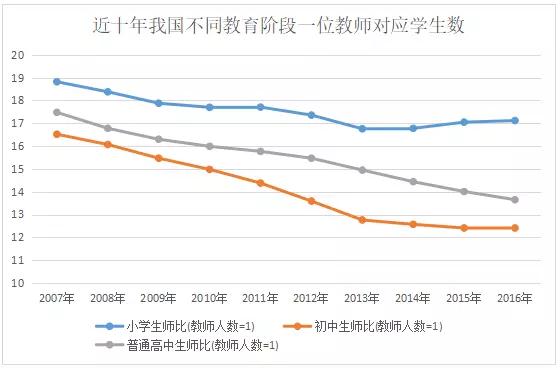 近十年我国不同教育阶段一位教师对应学生数
20
19
18
17
16
15
14
13
12
11
10
2007年 2008年 2009年 2010年 2011年 2012年 2013年 2014年 2015年 2016年
小学生师比(教师人数=1) 初中生师比(教师人数=1)
普通高中生师比(教师人数=1)